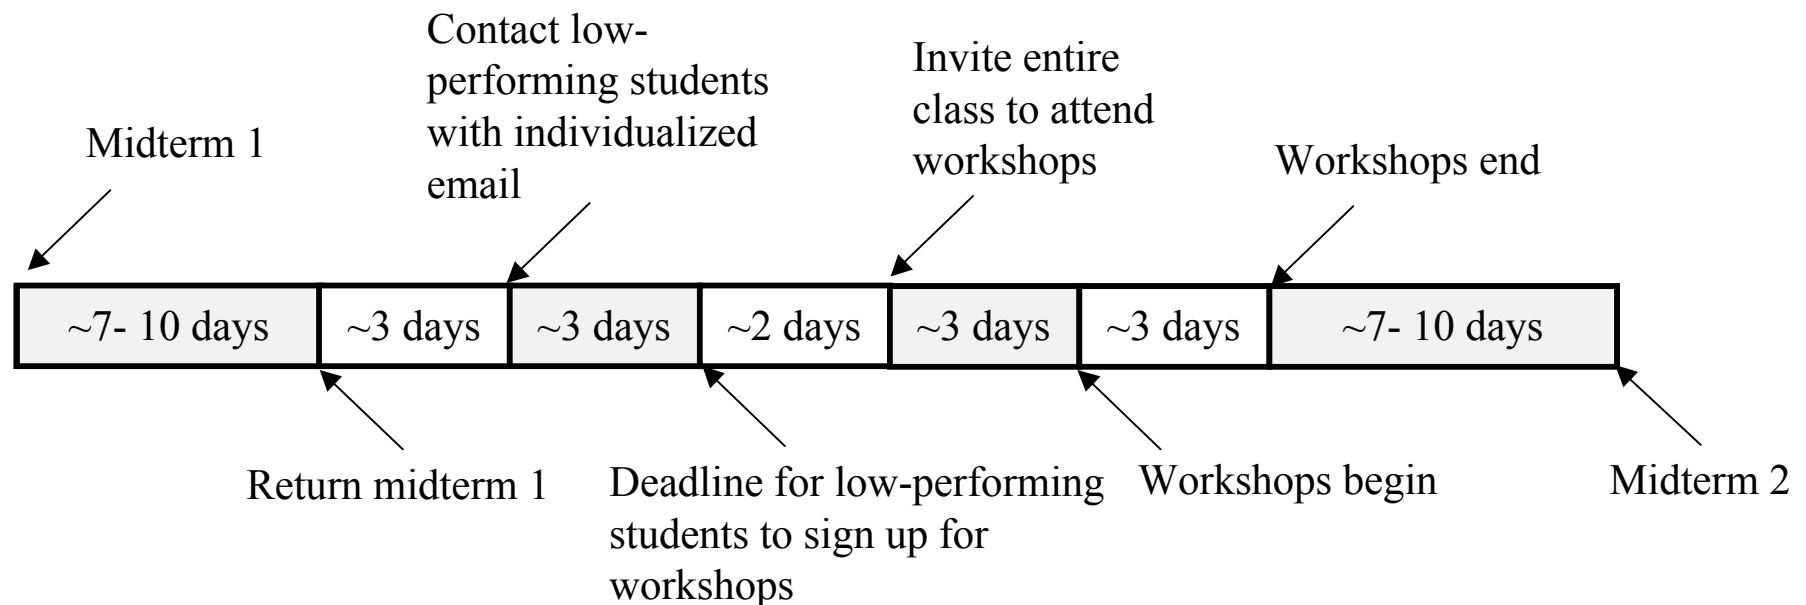 Midterm 1
Contact low-
performing students
with individualized
email
Invite entire
class to attend
workshops
Workshops end
~7- 10 days
~3 days
~3 days
~2 days
~3 days
~3 days
~7- 10 days
Return midterm 1
Deadline for low-performing
students to sign up for
workshops
Workshops begin
Midterm 2